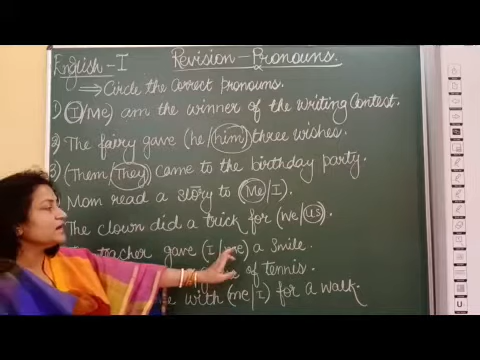 English - I
Revision - Pronouns.
⇒ Circle the Correct pronouns.
1) (I/Me) am the winner of the Writing Contest.
2) The fairy gave (he/him) three wishes.
3) (Them/They) Came to the birthday party.
Mom read a story to (Me/I).
The clown did a trick for (we/us).
teacher gave (I/me) a smile.
of tennis.
with (me/I) for a walk.